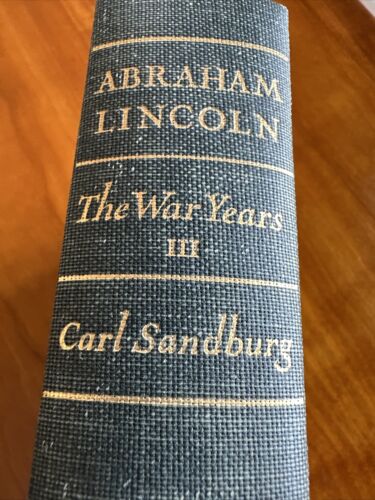 ABRAHAM
LINCOLN
The War Years
III
Carl Sandburg